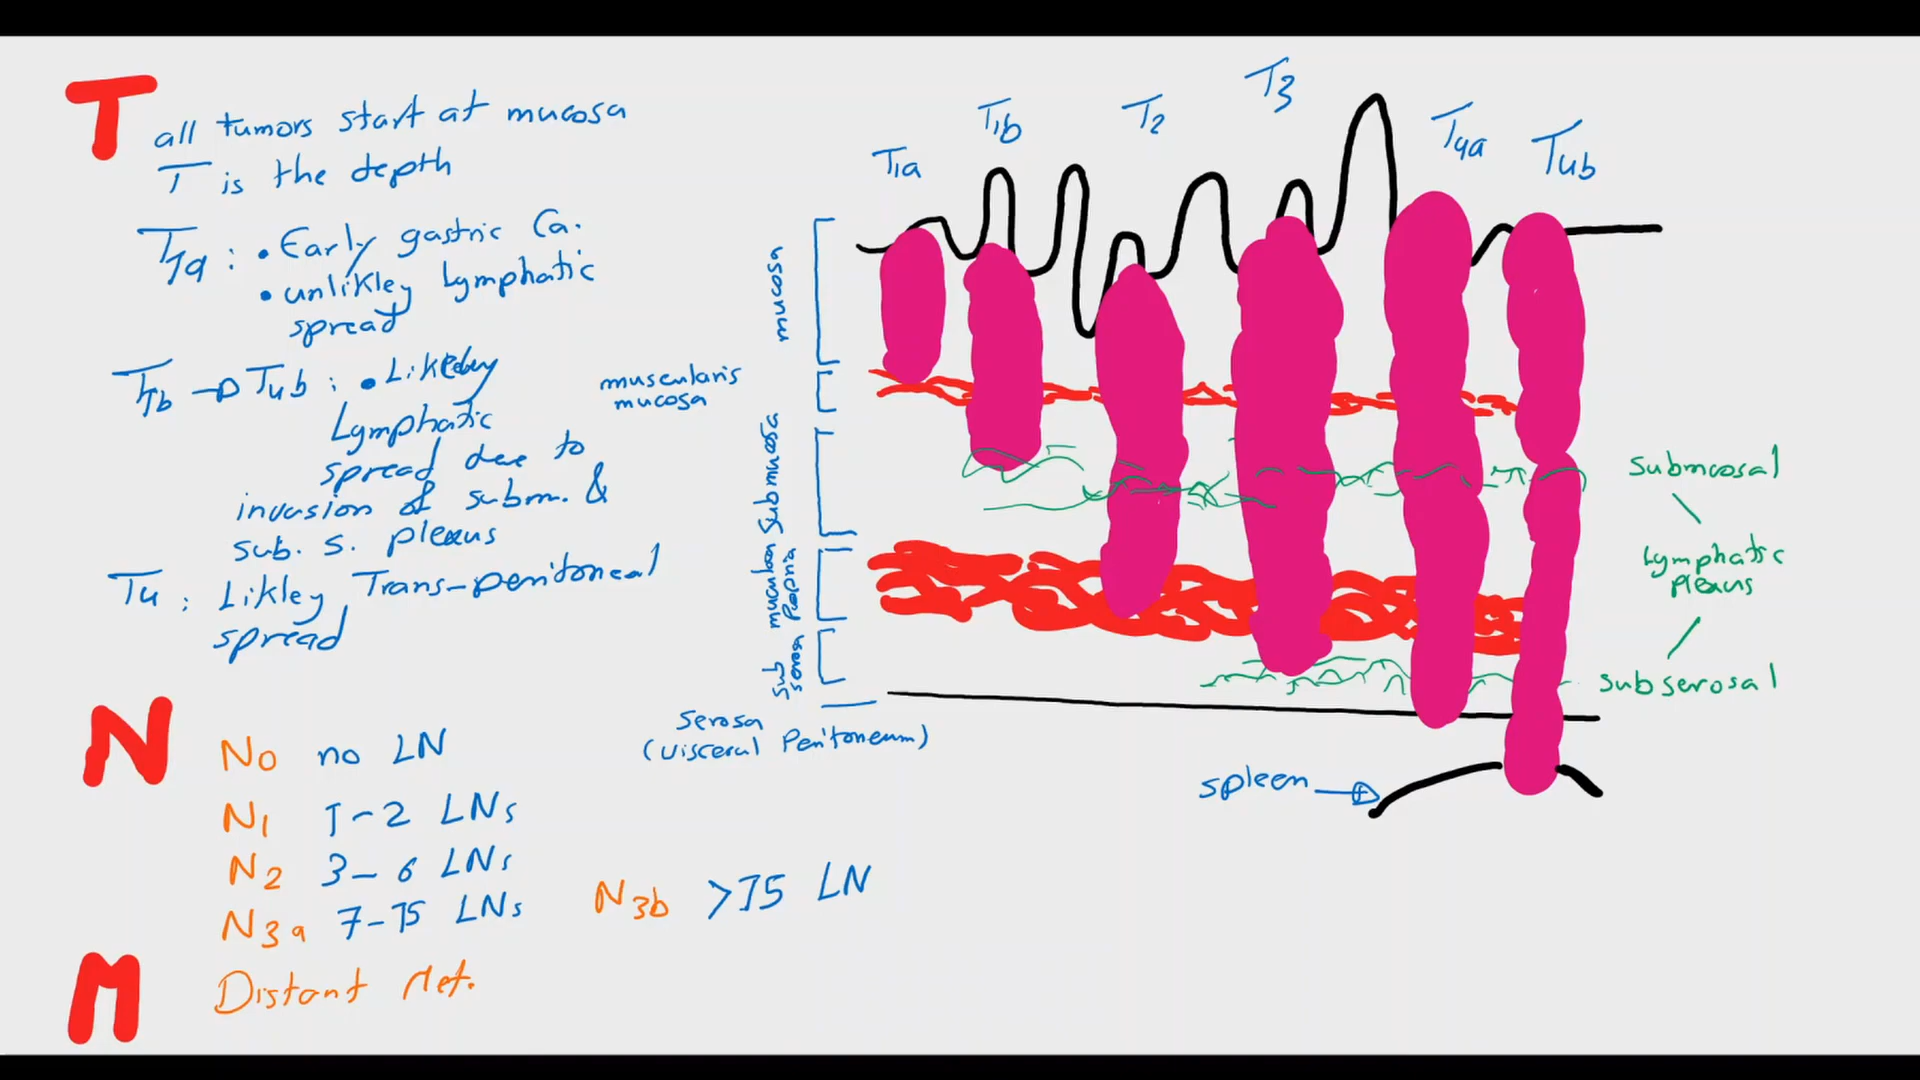 T
all tumors start at mucosa
T is the depth
T1a : • Early gastric Ca.
• unlikley Lymphatic
spread
T1b → T4b : • Likley
Lymphatic
spread due to
invasion of subm. &
sub. s. plexus
T4 : Likley Trans-peritoneal
spread
N
N0 no LN
N1 1-2 LNs
N2 3-6 LNs
N3a 7-15 LNs N3b >15 LN
M
Distant Met.
T1a
T1b
T2
T3
T4a
T4b
mucosa
muscularis
mucosa
Submucosa
Propria
Sub
serosa
Serosa
(visceral Peritoneum)
spleen
submcosal
Lymphatic
plexus
subserosal